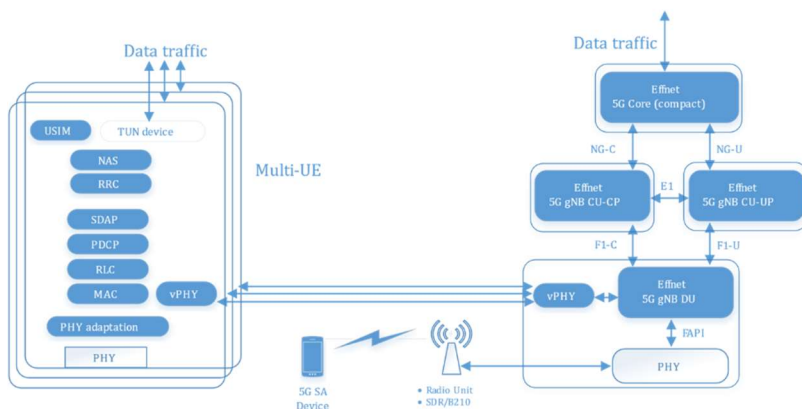 Data traffic
USIM
TUN device
NAS
RRC
SDAP
PDCP
RLC
MAC
vPHY
PHY adaptation
PHY
Multi-UE
5G SA
Device
• Radio Unit
• SDR/B210
Data traffic
Effnet
5G Core (compact)
NG-C
NG-U
Effnet
5G gNB CU-CP
E1
Effnet
5G gNB CU-UP
F1-C
F1-U
vPHY
Effnet
5G gNB DU
FAPI
PHY